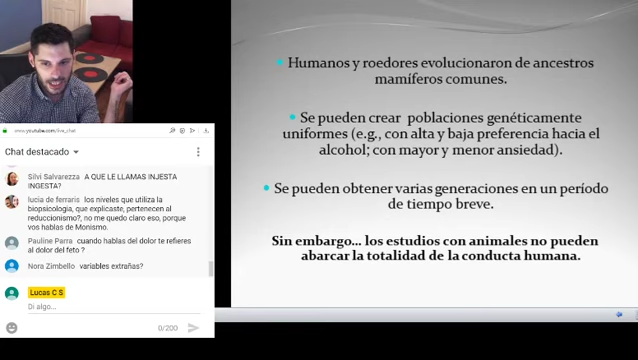 www.youtube.com/live_chat
Chat destacado
Silvi Salvarezza A QUE LE LLAMAS INJESTA
INGESTA?
lucia de ferraris los niveles que utiliza la
biopsicologia, que explicaste, pertenecen al
reduccionismo?, no me quedo claro eso, porque
vos hablas de Monismo.
Pauline Parra cuando hablas del dolor te refieres
al dolor del feto ?
Nora Zimbello variables extrañas?
Lucas C S
Di algo...
0/200
Humanos y roedores evolucionaron de ancestros
mamíferos comunes.
Se pueden crear poblaciones genéticamente
uniformes (e.g., con alta y baja preferencia hacia el
alcohol; con mayor y menor ansiedad).
Se pueden obtener varias generaciones en un período
de tiempo breve.
Sin embargo... los estudios con animales no pueden
abarcar la totalidad de la conducta humana.